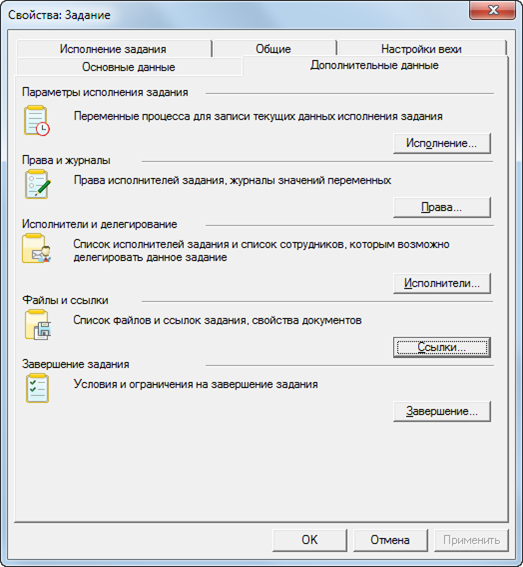 Свойства: Задание
Исполнение задания
Общие
Настройки вехи
Основные данные
Дополнительные данные
Параметры исполнения задания
Переменные процесса для записи текущих данных исполнения задания
Исполнение...
Права и журналы
Права исполнителей задания, журналы значений переменных
Права...
Исполнители и делегирование
Список исполнителей задания и список сотрудников, которым возможно
делегировать данное задание
Исполнители...
Файлы и ссылки
Список файлов и ссылок задания, свойства документов
Ссылки...
Завершение задания
Условия и ограничения на завершение задания
Завершение...
OK
Отмена
Применить